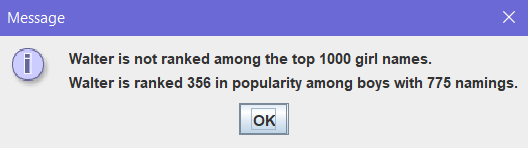 Message
Walter is not ranked among the top 1000 girl names.
Walter is ranked 356 in popularity among boys with 775 namings.
OK